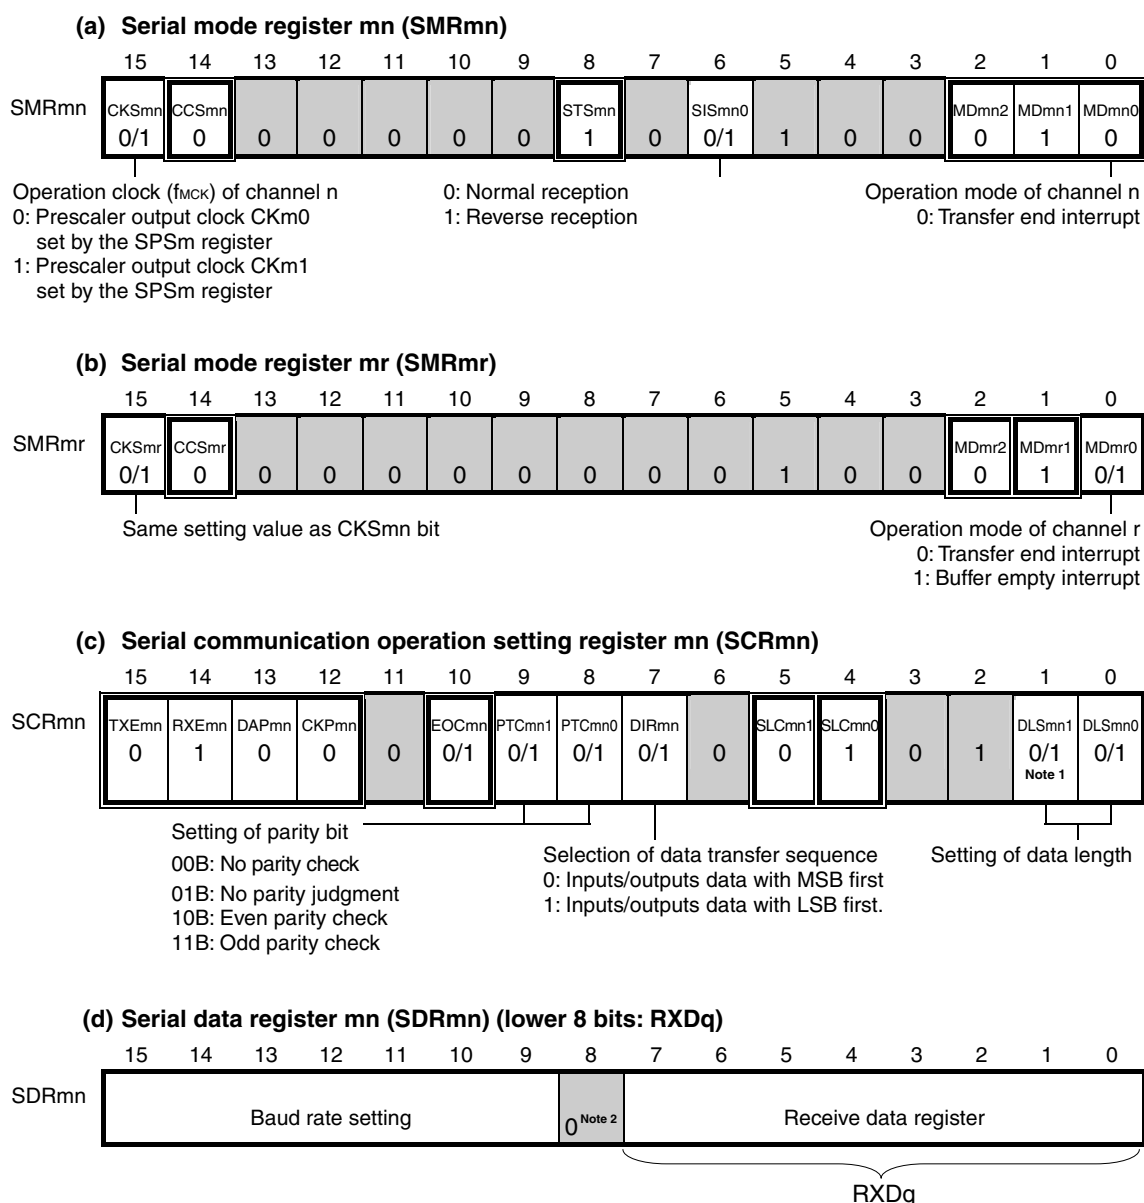 (a) Serial mode register mn (SMRmn)
15 14 13 12 11 10 9 8 7 6 5 4 3 2 1 0
SMRmn
CKSmn CCSmn STSmn SISmn0 MDmn2 MDmn1 MDmn0
0/1 0 0 0 0 0 0 1 0 0/1 1 0 0 0 1 0
Operation clock (fMCK) of channel n
0: Prescaler output clock CKm0
set by the SPSm register
1: Prescaler output clock CKm1
set by the SPSm register
0: Normal reception
1: Reverse reception
Operation mode of channel n
0: Transfer end interrupt
(b) Serial mode register mr (SMRmr)
15 14 13 12 11 10 9 8 7 6 5 4 3 2 1 0
SMRmr
CKSmr CCSmr MDmr2 MDmr1 MDmr0
0/1 0 0 0 0 0 0 0 0 0 1 0 0 0 1 0/1
Same setting value as CKSmn bit
Operation mode of channel r
0: Transfer end interrupt
1: Buffer empty interrupt
(c) Serial communication operation setting register mn (SCRmn)
15 14 13 12 11 10 9 8 7 6 5 4 3 2 1 0
SCRmn
TXEmn RXEmn DAPmn CKPmn EOCmn PTCmn1 PTCmn0 DIRmn SLCmn1 SLCmn0 DLSmn1 DLSmn0
0 1 0 0 0 0/1 0/1 0/1 0/1 0 0 1 0 1 0/1 0/1
Note 1
Setting of parity bit
00B: No parity check
01B: No parity judgment
10B: Even parity check
11B: Odd parity check
Selection of data transfer sequence
0: Inputs/outputs data with MSB first
1: Inputs/outputs data with LSB first.
Setting of data length
(d) Serial data register mn (SDRmn) (lower 8 bits: RXDq)
15 14 13 12 11 10 9 8 7 6 5 4 3 2 1 0
SDRmn
Baud rate setting
0 Note 2
Receive data register
RXDq